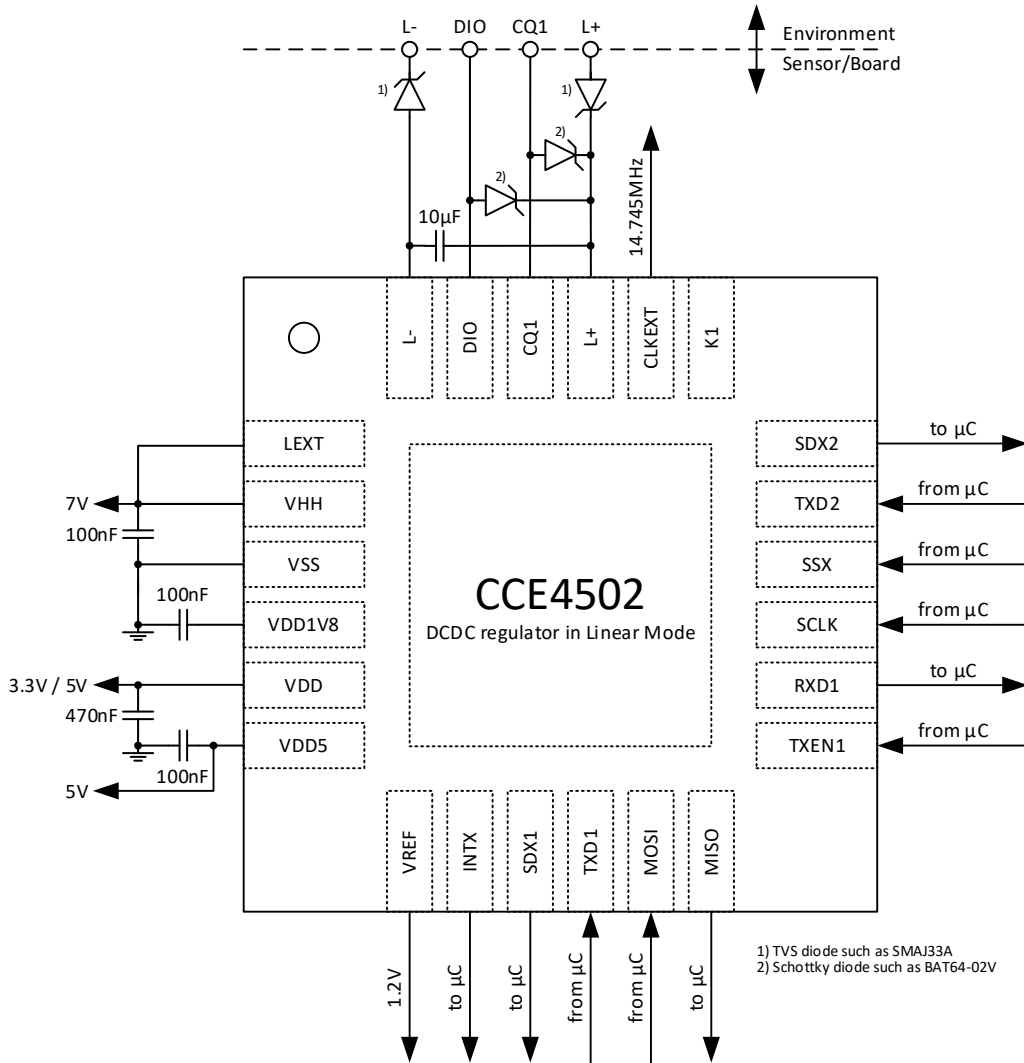 L- DIO CQ1 L+
Environment
Sensor/Board
1)
1)
2)
2)
10µF
14.745MHz
L-
DIO
CQ1
L+
CLKEXT
K1
LEXT
SDX2
to µC
7V
VHH
TXD2
from µC
100nF
VSS
SSX
from µC
100nF
VDD1V8
CCE4502
DCDC regulator in Linear Mode
SCLK
from µC
3.3V / 5V
VDD
RXD1
to µC
470nF
VDD5
TXEN1
from µC
100nF
5V
VREF
INTX
SDX1
TXD1
MOSI
MISO
1.2V
to µC
to µC
from µC
from µC
to µC
1) TVS diode such as SMAJ33A
2) Schottky diode such as BAT64-02V